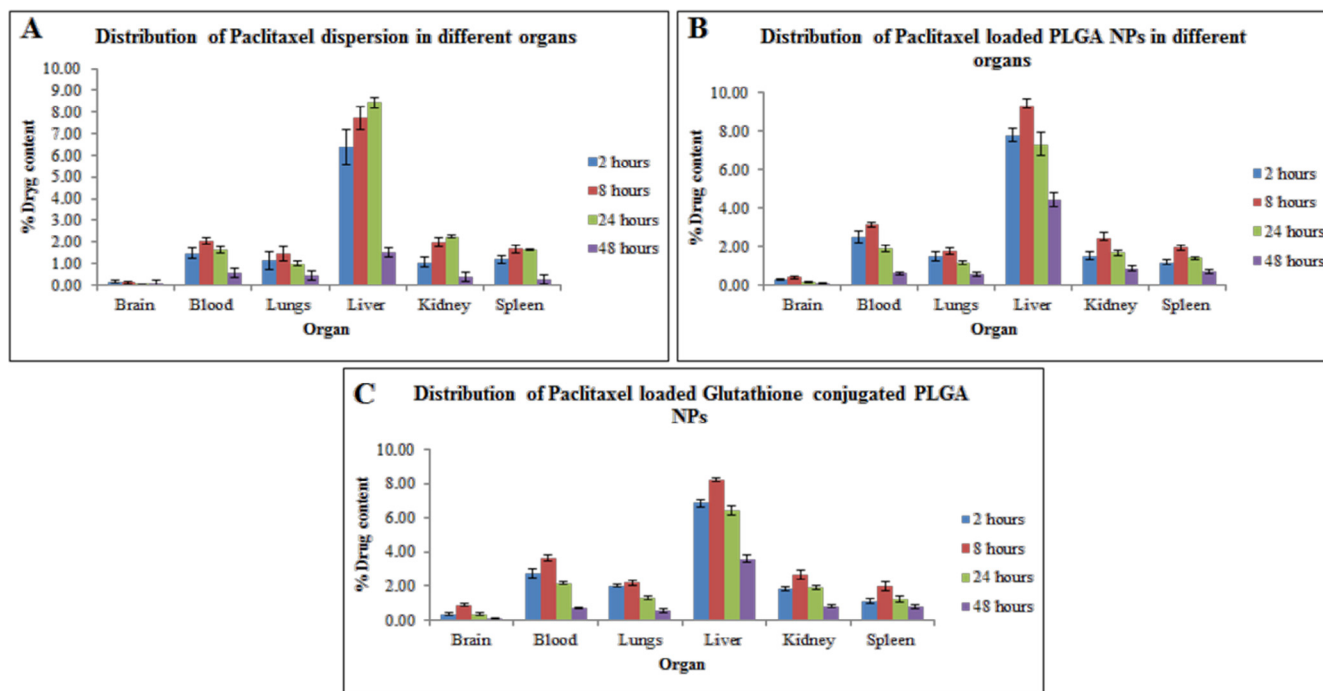 A
Distribution of Paclitaxel dispersion in different organs
10.00
9.00
8.00
7.00
6.00
5.00
4.00
3.00
2.00
1.00
0.00
% Dryg content
Brain Blood Lungs Liver Kidney Spleen
Organ
2 hours
8 hours
24 hours
48 hours
B
Distribution of Paclitaxel loaded PLGA NPs in different
organs
10.00
8.00
6.00
4.00
2.00
0.00
% Drug content
Brain Blood Lungs Liver Kidney Spleen
Organ
2 hours
8 hours
24 hours
48 hours
C
Distribution of Paclitaxel loaded Glutathione conjugated PLGA
NPs
10.00
8.00
6.00
4.00
2.00
0.00
% Drug content
Brain Blood Lungs Liver Kidney Spleen
Organ
2 hours
8 hours
24 hours
48 hours